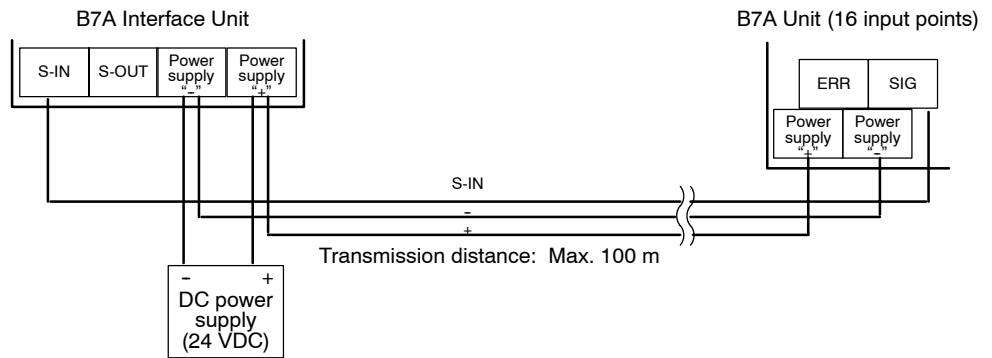 B7A Interface Unit
B7A Unit (16 input points)
S-IN
S-OUT
Power
supply
“-”
Power
supply
“+”
ERR
SIG
Power
supply
“+”
Power
supply
“-”
S-IN
-
+
Transmission distance: Max. 100 m
- +
DC power
supply
(24 VDC)